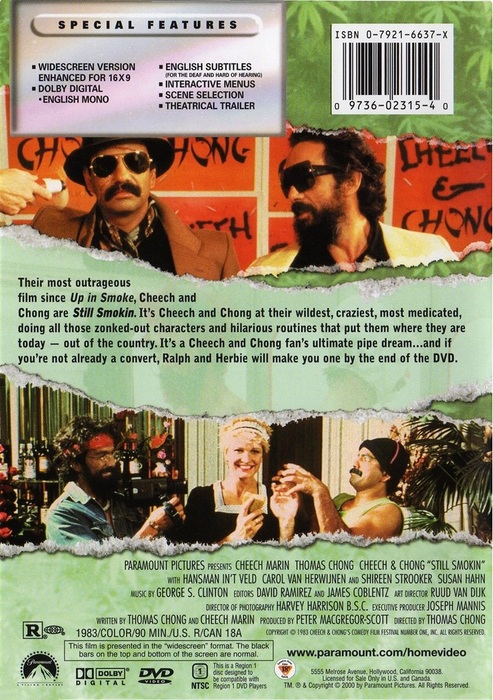 SPECIAL FEATURES
WIDESCREEN VERSION
ENHANCED FOR 16X9
DOLBY DIGITAL
•ENGLISH MONO
ENGLISH SUBTITLES
(FOR THE DEAF AND HARD OF HEARING)
INTERACTIVE MENUS
SCENE SELECTION
THEATRICAL TRAILER
ISBN 0-7921-6637-X
0 9736-02315-4 0
CHEECH
&
CHONG
Their most outrageous
film since Up in Smoke, Cheech and
Chong are Still Smokin. It's Cheech and Chong at their wildest, craziest, most medicated,
doing all those zonked-out characters and hilarious routines that put them where they are
today — out of the country. It's a Cheech and Chong fan's ultimate pipe dream...and if
you're not already a convert, Ralph and Herbie will make you one by the end of the DVD.
PARAMOUNT PICTURES PRESENTS CHEECH MARIN THOMAS CHONG CHEECH & CHONG "STILL SMOKIN"
WITH HANSMAN IN'T VELD CAROL VAN HERWIJNEN AND SHIREEN STROOKER SUSAN HAHN
MUSIC BY GEORGE S. CLINTON EDITORS DAVID RAMIREZ AND JAMES COBLENTZ ART DIRECTOR RUUD VAN DIJK
DIRECTOR OF PHOTOGRAPHY HARVEY HARRISON B.S.C. EXECUTIVE PRODUCER JOSEPH MANNIS
WRITTEN BY THOMAS CHONG AND CHEECH MARIN PRODUCED BY PETER MACGREGOR-SCOTT DIRECTED BY THOMAS CHONG
R
1983/COLOR/90 MIN./U.S. R/CAN 18A
COPYRIGHT © 1983 CHEECH & CHONG'S COMEDY FILM FESTIVAL NUMBER ONE, INC. ALL RIGHTS RESERVED.
This film is presented in the "widescreen" format. The black
bars on the top and bottom of the screen are normal.
www.paramount.com/homevideo
Paramount
DOLBY
DIGITAL
DVD
VIDEO
1
NTSC
This is a Region 1
disc designed to
be compatible with
Region 1 DVD Players
18A
5555 Melrose Avenue, Hollywood, California 90038.
Licensed for Sale Only in U.S. and Canada.
TM, ® & Copyright © 2000 by Paramount Pictures. All Rights Reserved.